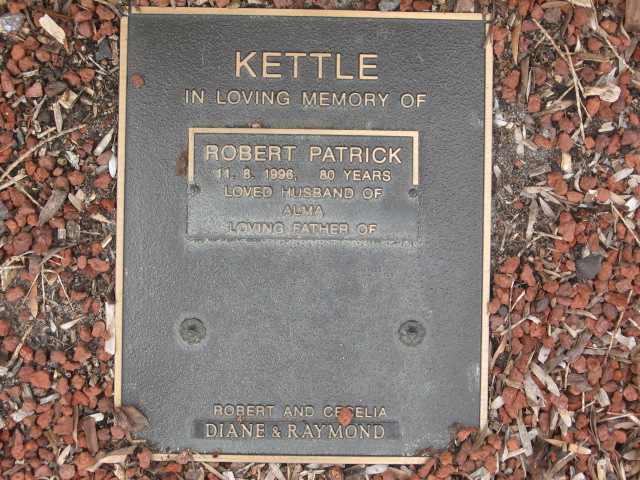 KETTLE
IN LOVING MEMORY OF
ROBERT PATRICK
11. 8. 1996, 80 YEARS
LOVED HUSBAND OF
ALMA
LOVING FATHER OF
ROBERT AND CECELIA
DIANE & RAYMOND